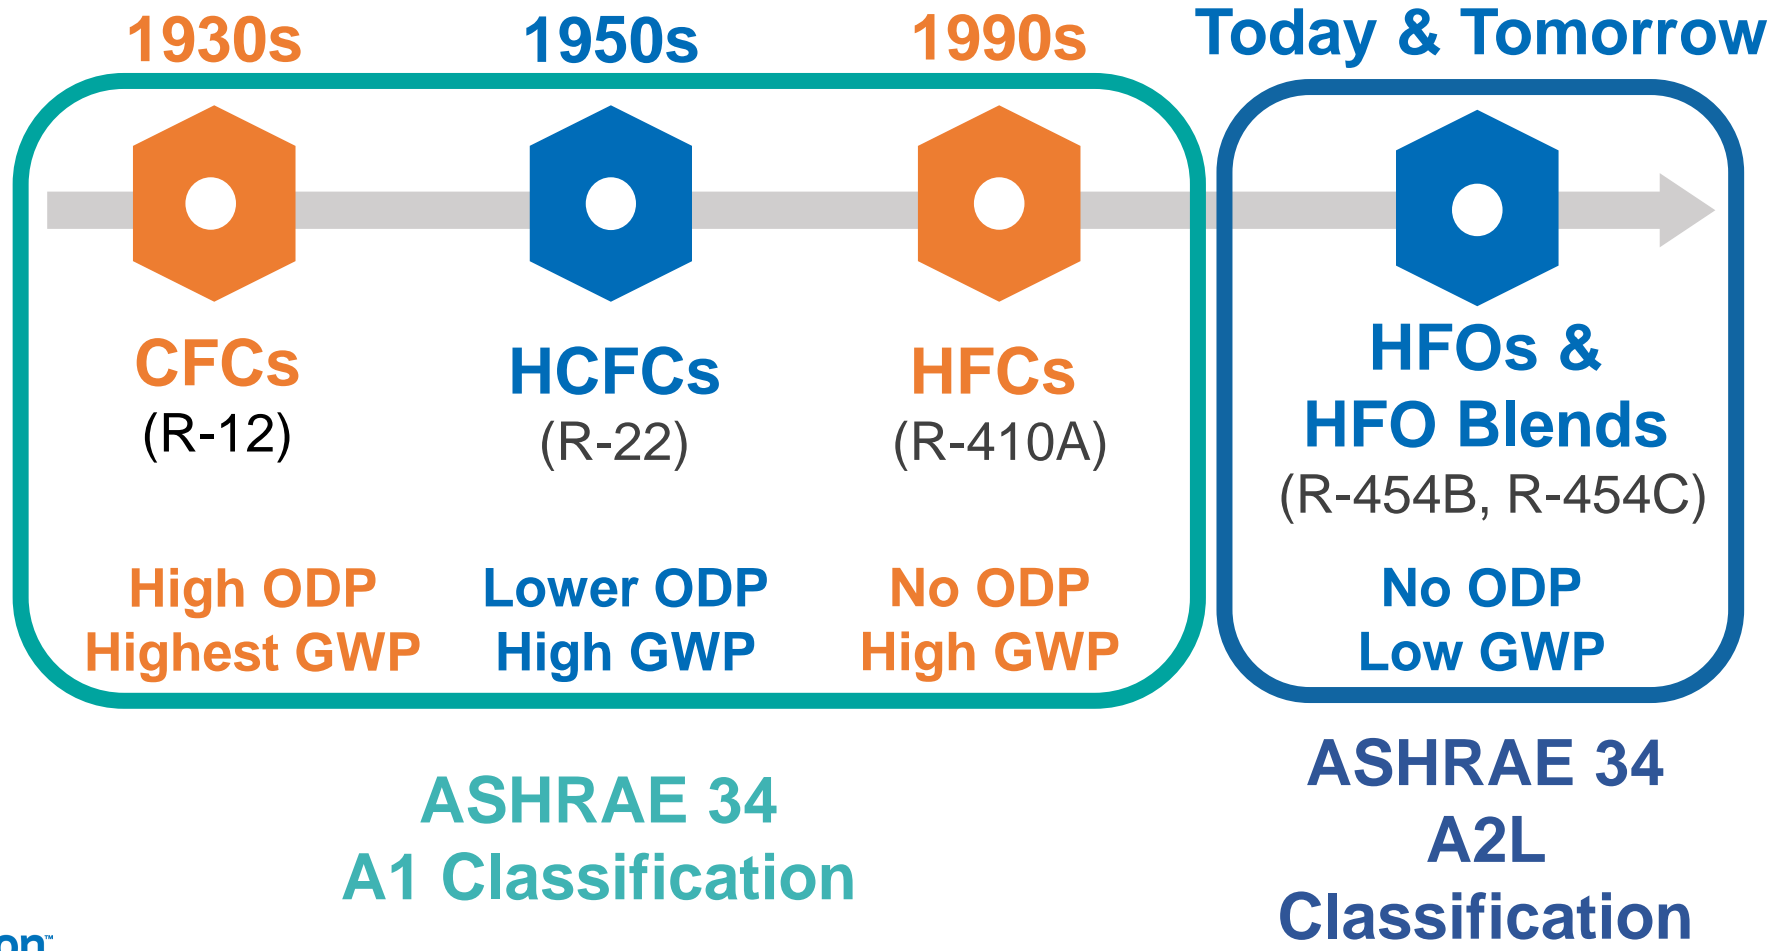 1930s
1950s
1990s
Today & Tomorrow
CFCs
(R-12)
HCFCs
(R-22)
HFCs
(R-410A)
HFOs &
HFO Blends
(R-454B, R-454C)
High ODP
Highest GWP
Lower ODP
High GWP
No ODP
High GWP
No ODP
Low GWP
ASHRAE 34
A1 Classification
ASHRAE 34
A2L
Classification